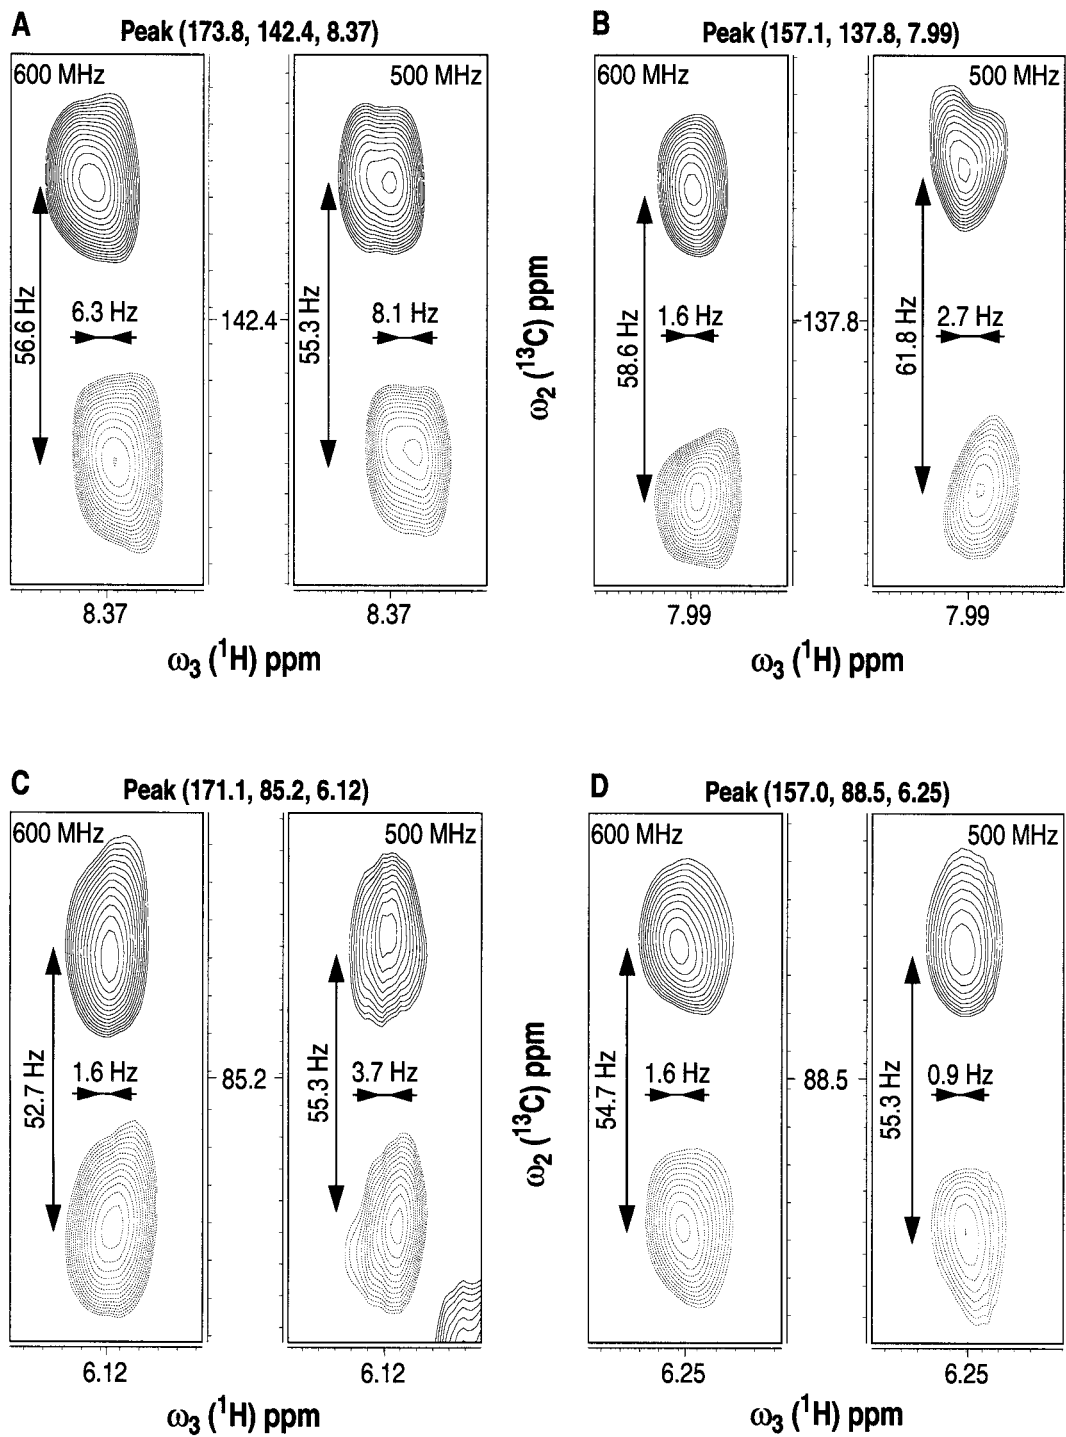 A
Peak (173.8, 142.4, 8.37)
600 MHz
500 MHz
56.6 Hz
6.3 Hz
142.4
55.3 Hz
8.1 Hz
8.37
8.37
ω3 (1H) ppm
B
Peak (157.1, 137.8, 7.99)
600 MHz
500 MHz
ω2 (13C) ppm
58.6 Hz
1.6 Hz
137.8
61.8 Hz
2.7 Hz
7.99
7.99
ω3 (1H) ppm
C
Peak (171.1, 85.2, 6.12)
600 MHz
500 MHz
52.7 Hz
1.6 Hz
85.2
55.3 Hz
3.7 Hz
6.12
6.12
ω3 (1H) ppm
D
Peak (157.0, 88.5, 6.25)
600 MHz
500 MHz
ω2 (13C) ppm
54.7 Hz
1.6 Hz
88.5
55.3 Hz
0.9 Hz
6.25
6.25
ω3 (1H) ppm